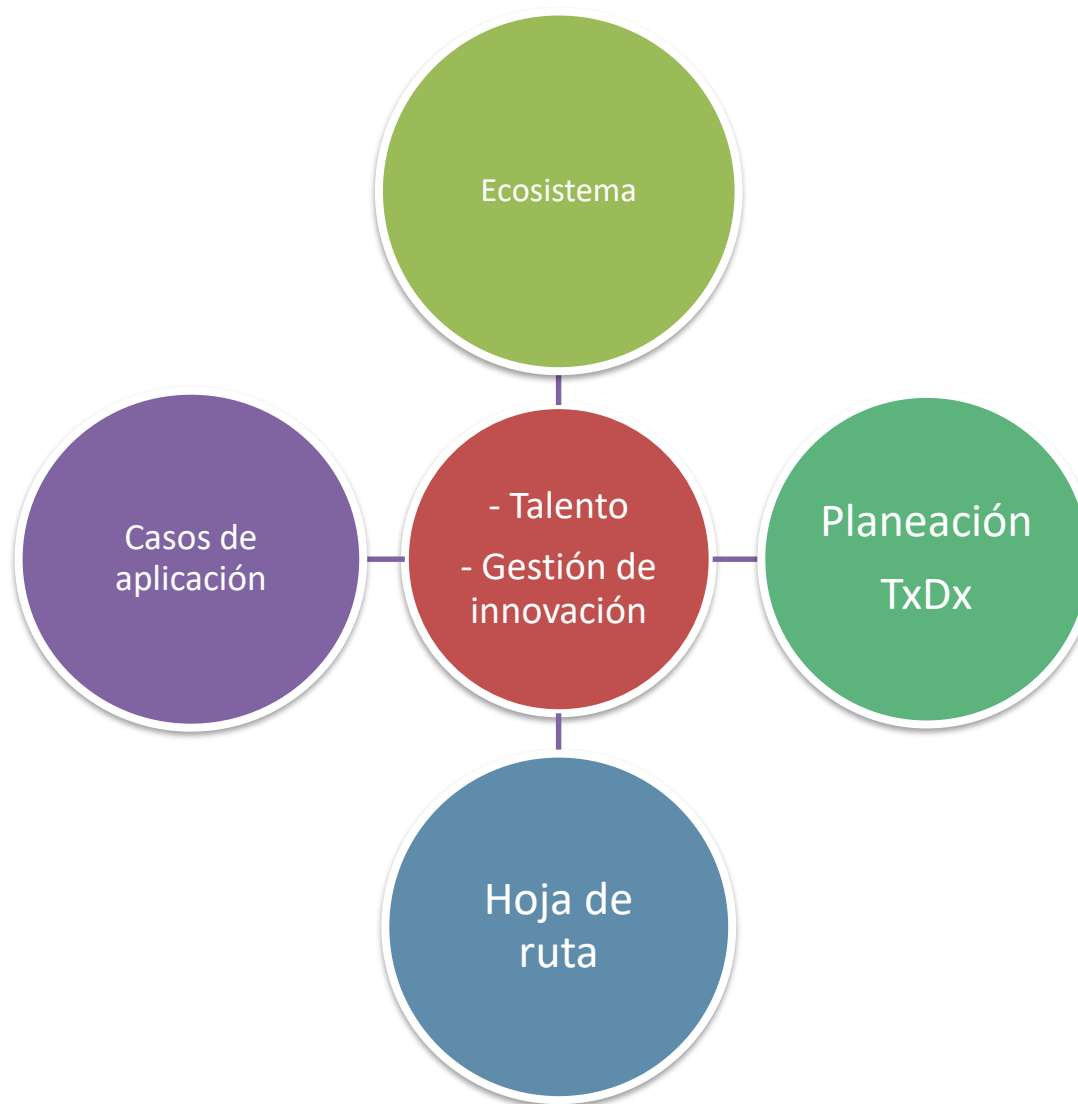 Ecosistema
Casos de
aplicación
- Talento
- Gestión de
innovación
Planeación
TxDx
Hoja de
ruta